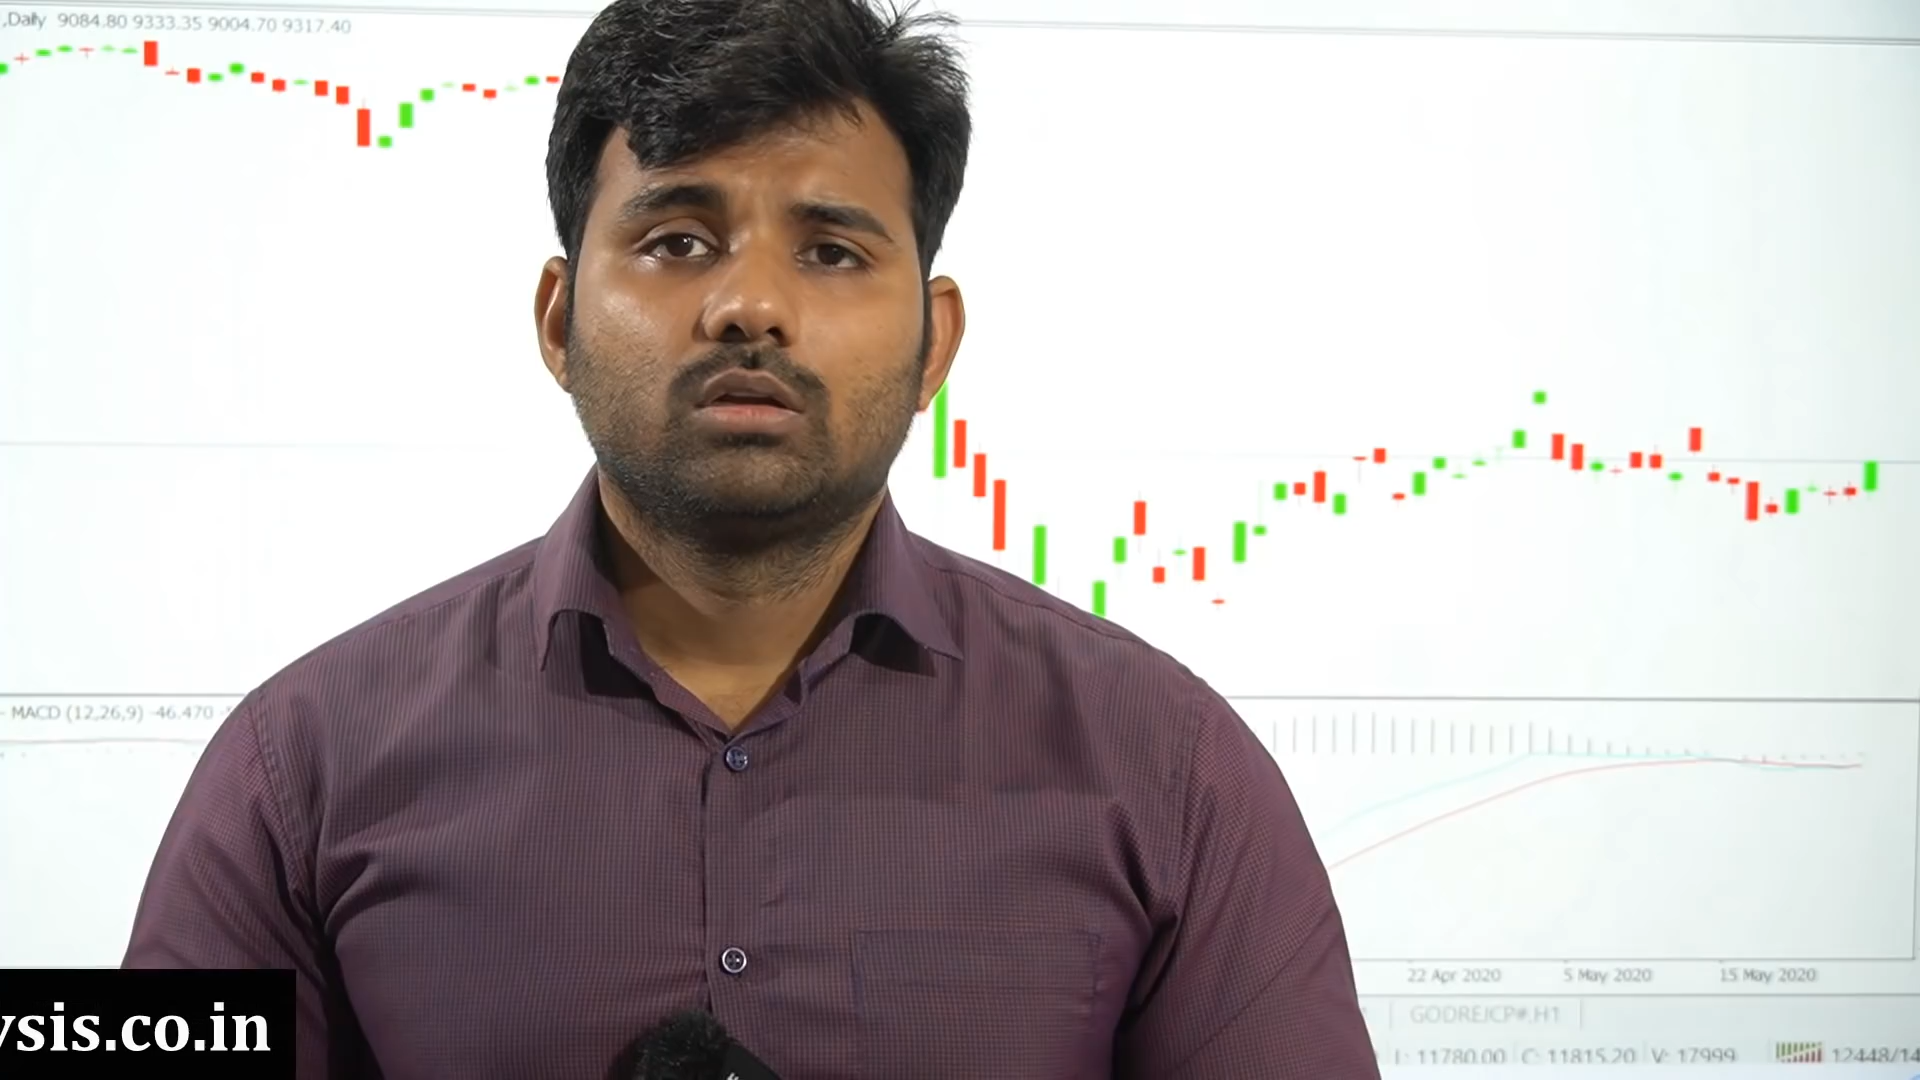 ,Daily 9084.80 9333.35 9004.70 9317.40
MACD (12,26,9) -46.470
22 Apr 2020 5 May 2020 15 May 2020
GODREJCP#,H1
L: 11780.00 C: 11815.20 V: 17999 12448/14
ysis.co.in